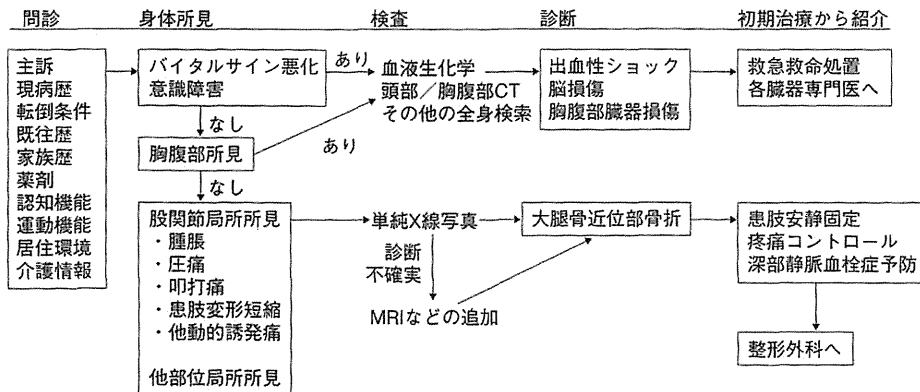 問診
身体所見
検査
診断
初期治療から紹介
主訴
現病歴
転倒条件
既往歴
家族歴
薬剤
認知機能
運動機能
居住環境
介護情報
バイタルサイン悪化
意識障害
あり
なし
胸腹部所見
あり
なし
股関節局所所見
・腫脹
・圧痛
・叩打痛
・患肢変形短縮
・他動的誘発痛
他部位局所所見
血液生化学
頭部／胸腹部CT
その他の全身検索
単純X線写真
診断
不確実
MRIなどの追加
出血性ショック
脳損傷
胸腹部臓器損傷
大腿骨近位部骨折
救急救命処置
各臓器専門医へ
患肢安静固定
疼痛コントロール
深部静脈血栓症予防
整形外科へ